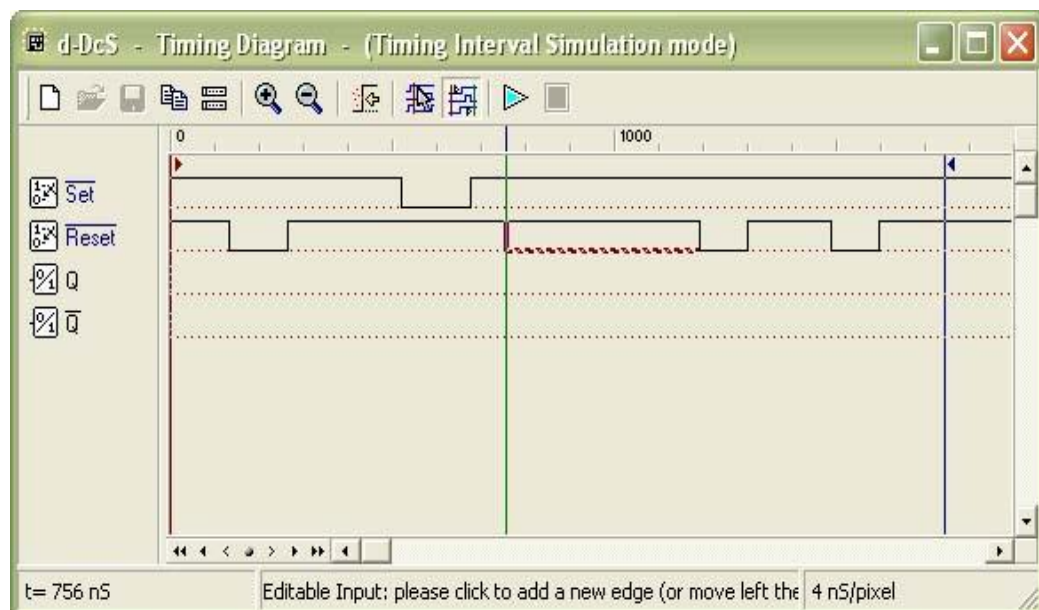 d-DcS - Timing Diagram - (Timing Interval Simulation mode)
0 1000
Set
Reset
Q
Q̅
t= 756 nS Editable Input: please click to add a new edge (or move left the 4 nS/pixel